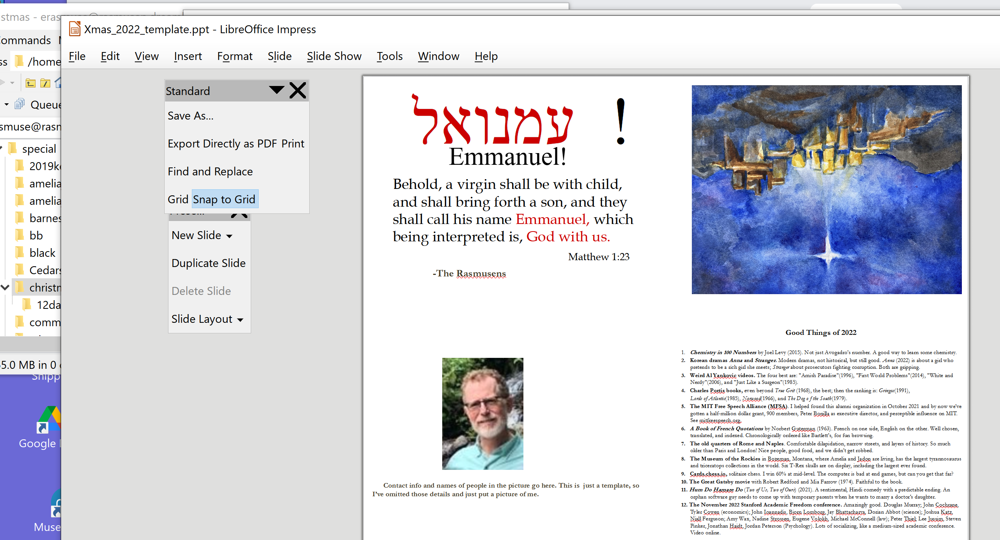 stmas - erasmuse@rasmusen.dream
Xmas_2022_template.ppt - LibreOffice Impress
File Edit View Insert Format Slide Slide Show Tools Window Help
/home
Queue
special
2019ke
amelia
amelia
barnes
bb
black
Cedars
christm
12da
comm
5.0 MB in 0
Snipp
Google
Muse
Standard
Save As...
Export Directly as PDF Print
Find and Replace
Grid Snap to Grid
New Slide
Duplicate Slide
Delete Slide
Slide Layout
עמנואל !
Emmanuel!
Behold, a virgin shall be with child,
and shall bring forth a son, and they
shall call his name Emmanuel, which
being interpreted is, God with us.
Matthew 1:23
-The Rasmusens
Contact info and names of people in the picture go here. This is just a template, so
I've omitted those details and just put a picture of me.
Good Things of 2022
1. Chemistry in 100 Numbers by Joel Levy (2015). Not just Avogadro's number. A good way to learn some chemistry.
2. Korean dramas Anna and Stranger. Modern dramas, not historical, but still good. Anna (2022) is about a girl who
pretends to be a rich girl she meets; Stranger about prosecutors fighting corruption. Both are gripping.
3. Weird Al Yankovic videos. The four best are: "Amish Paradise"(1996), "First World Problems"(2014), "White and
Nerdy"(2006), and "Just Like a Surgeon"(1985).
4. Charles Portis books, even beyond True Grit (1968), the best; then the ranking is: Gringos(1991),
Lords of Atlantis(1985), Norwood(1966), and The Dog o f the South(1979).
5. The MIT Free Speech Alliance (MFSA). I helped found this alumni organization in October 2021 and by now we've
gotten a half-million dollar grant, 900 members, Peter Bonilla as executive director, and perceptible influence on MIT.
See mitfreespeech.org.
6. A Book of French Quotations by Norbert Guterman (1963). French on one side, English on the other. Well chosen,
translated, and indexed. Chronologically ordered like Bartlett's, for fun browsing.
7. The old quarters of Rome and Naples. Comfortable dilapidation, narrow streets, and layers of history. So much
older than Paris and London! Nice people, good food, and we didn't get robbed.
8. The Museum of the Rockies in Bozeman, Montana, where Amelia and Jadon are living, has the largest tyrannosaurus
and triceratops collections in the world. Six T-Rex skulls are on display, including the largest ever found.
9. Cards.chess.io, solitaire chess. I win 60% at mid-level. The computer is bad at end games, but can you get that far?
10. The Great Gatsby movie with Robert Redford and Mia Farrow (1974). Faithful to the book.
11. Hum Do Hamare Do (Two of Us, Two of Ours) (2021). A sentimental, Hindi comedy with a predictable ending. An
orphan software guy needs to come up with temporary parents when he wants to marry a doctor's daughter.
12. The November 2022 Stanford Academic Freedom conference. Amazingly good. Douglas Murray; John Cochrane,
Tyler Cowen (economics); John Ioannadis, Bjorn Lomborg, Jay Bhattacharya, Dorian Abbot (science); Joshua Katz,
Niall Ferguson; Amy Wax, Nadine Strossen, Eugene Volokh, Michael McConnell (law); Peter Thiel; Lee Jussim, Steven
Pinker, Jonathan Haidt, Jordan Peterson (Psychology). Lots of socializing, like a medium-sized academic conference.
Video online.